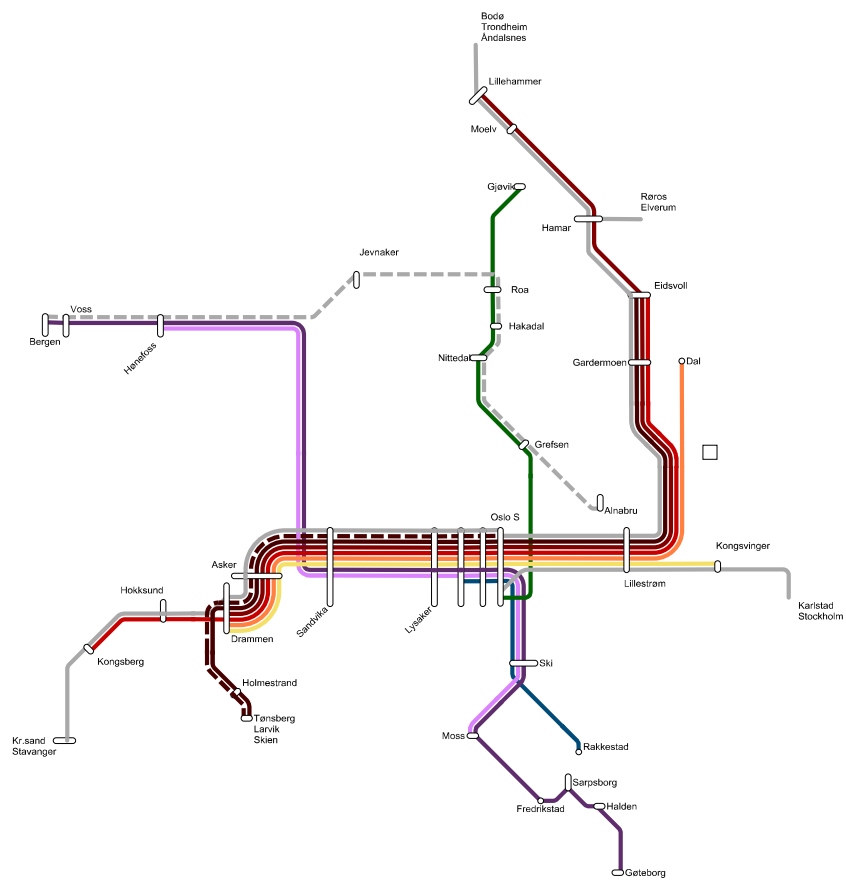 Bodø
Trondheim
Åndalsnes
Lillehammer
Moelv
Gjøvik
Røros
Elverum
Hamar
Jevnaker
Eidsvoll
Roa
Voss
Hakadal
Bergen
Hønefoss
Nittedal
Gardermoen
Dal
Grefsen
Alnabru
Oslo S
Kongsvinger
Asker
Lillestrøm
Hokksund
Sandvika
Lysaker
Karlstad
Stockholm
Drammen
Kongsberg
Ski
Holmestrand
Tønsberg
Larvik
Skien
Kr.sand
Stavanger
Moss
Rakkestad
Sarpsborg
Fredrikstad
Halden
Gøteborg